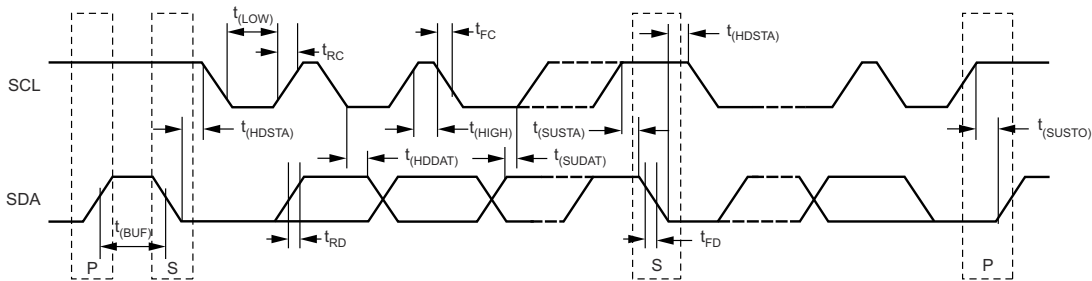 t(LOW)
tRC
tFC
t(HDSTA)
SCL
t(HDSTA)
t(HIGH)
t(SUSTA)
t(SUSTO)
t(HDDAT)
t(SUDAT)
SDA
t(BUF)
tRD
tFD
P
S
S
P